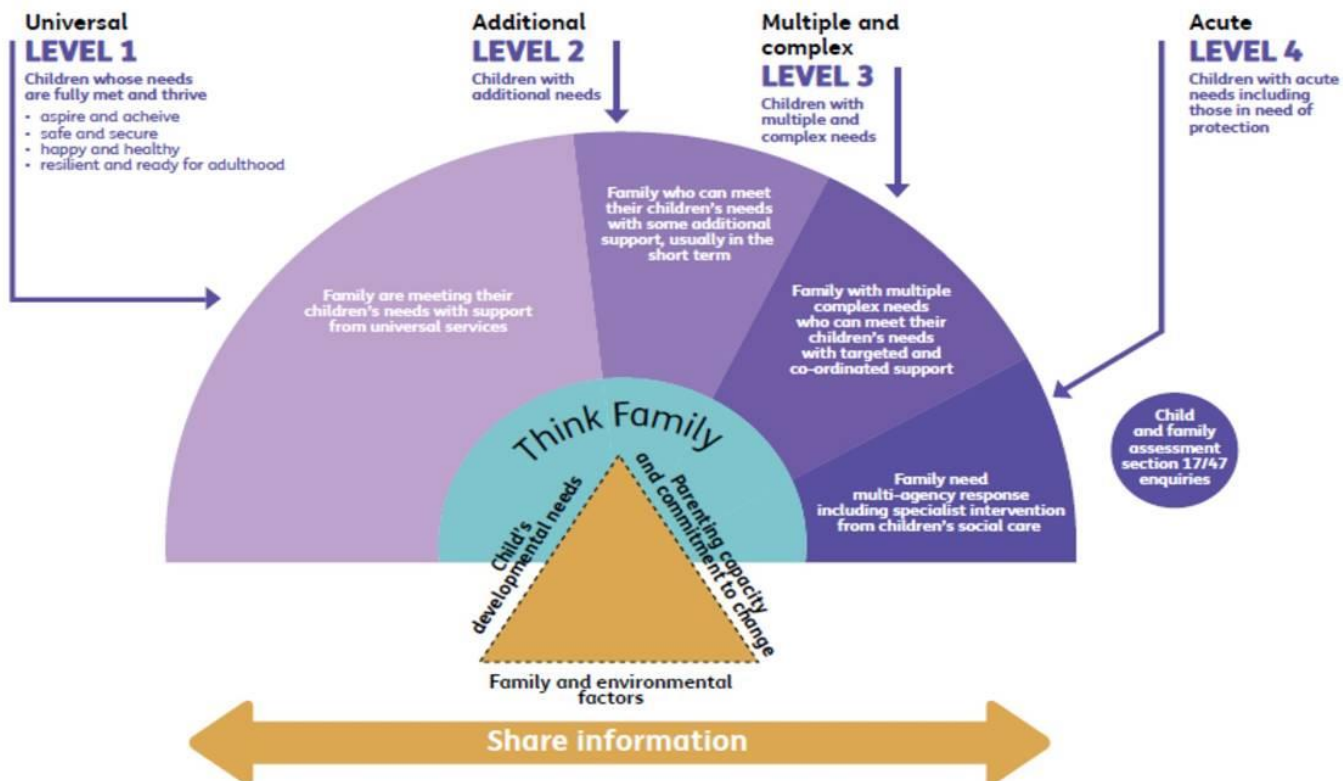 Universal
LEVEL 1
Children whose needs
are fully met and thrive
• aspire and acheive
• safe and secure
• happy and healthy
• resilient and ready for adulthood
Additional
LEVEL 2
Children with
additional needs
Multiple and
complex
LEVEL 3
Children with
multiple and
complex needs
Acute
LEVEL 4
Children with acute
needs including
those in need of
protection
Family are meeting their
children's needs with support
from universal services
Family who can meet
their children's needs
with some additional
support, usually in the
short term
Family with multiple
complex needs
who can meet their
children's needs
with targeted and
co-ordinated support
Family need
multi-agency response
including specialist intervention
from children's social care
Child
and family
assessment
section 17/47
enquiries
Think Family
Child's
developmental needs
Parenting capacity
and commitment to change
Family and environmental
factors
Share information